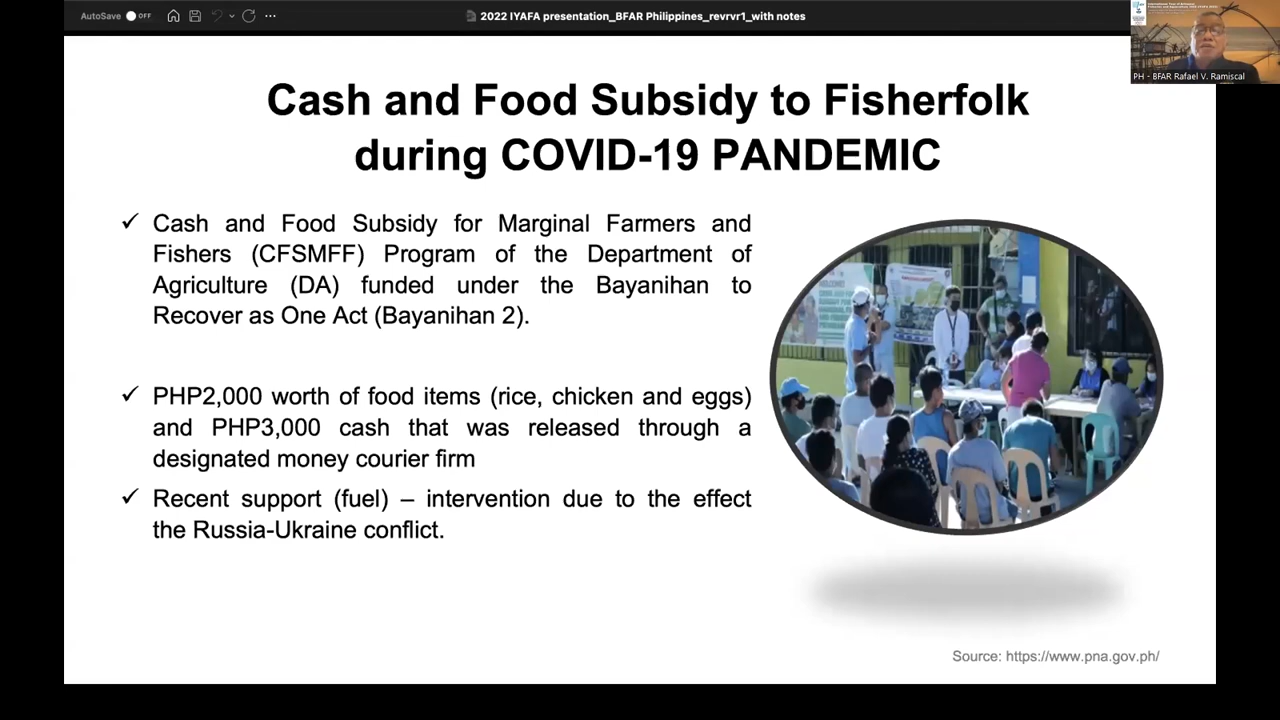 AutoSave OFF
2022 IYAFA presentation_BFAR Philippines_revrvr1_with notes
PH - BFAR Rafael V. Ramiscal
Cash and Food Subsidy to Fisherfolk
during COVID-19 PANDEMIC
✓ Cash and Food Subsidy for Marginal Farmers and
Fishers (CFSMFF) Program of the Department of
Agriculture (DA) funded under the Bayanihan to
Recover as One Act (Bayanihan 2).
✓ PHP2,000 worth of food items (rice, chicken and eggs)
and PHP3,000 cash that was released through a
designated money courier firm
✓ Recent support (fuel) – intervention due to the effect
the Russia-Ukraine conflict.
Source: https://www.pna.gov.ph/